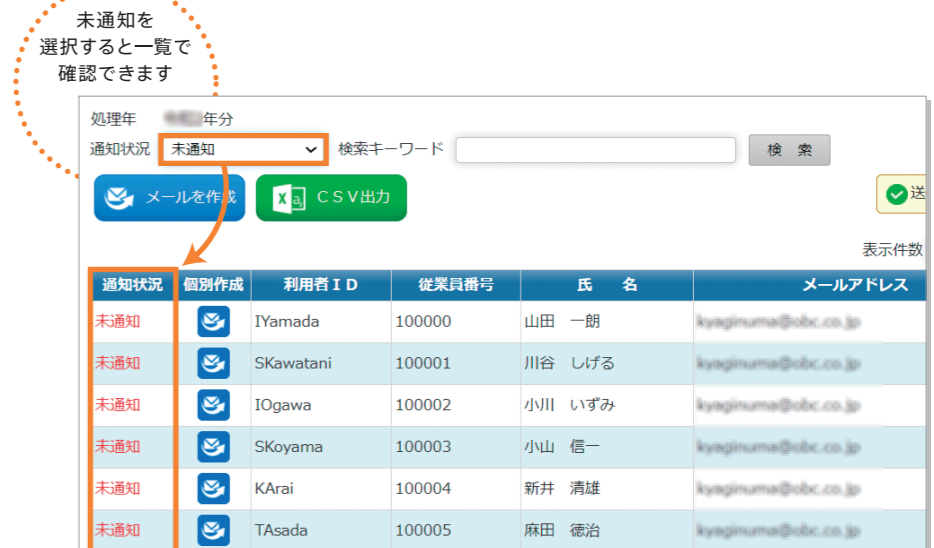 未通知を
選択すると一覧で
確認できます
処理年 年分
通知状況 未通知 検索キーワード 検 索
メールを作成 CSV出力 送
表示件数
通知状況 個別作成 利用者ID 従業員番号 氏 名 メールアドレス
未通知 IYamada 100000 山田 一朗
未通知 SKawatani 100001 川谷 しげる
未通知 IOgawa 100002 小川 いずみ
未通知 SKoyama 100003 小山 信一
未通知 KArai 100004 新井 清雄
未通知 TAsada 100005 麻田 徳治